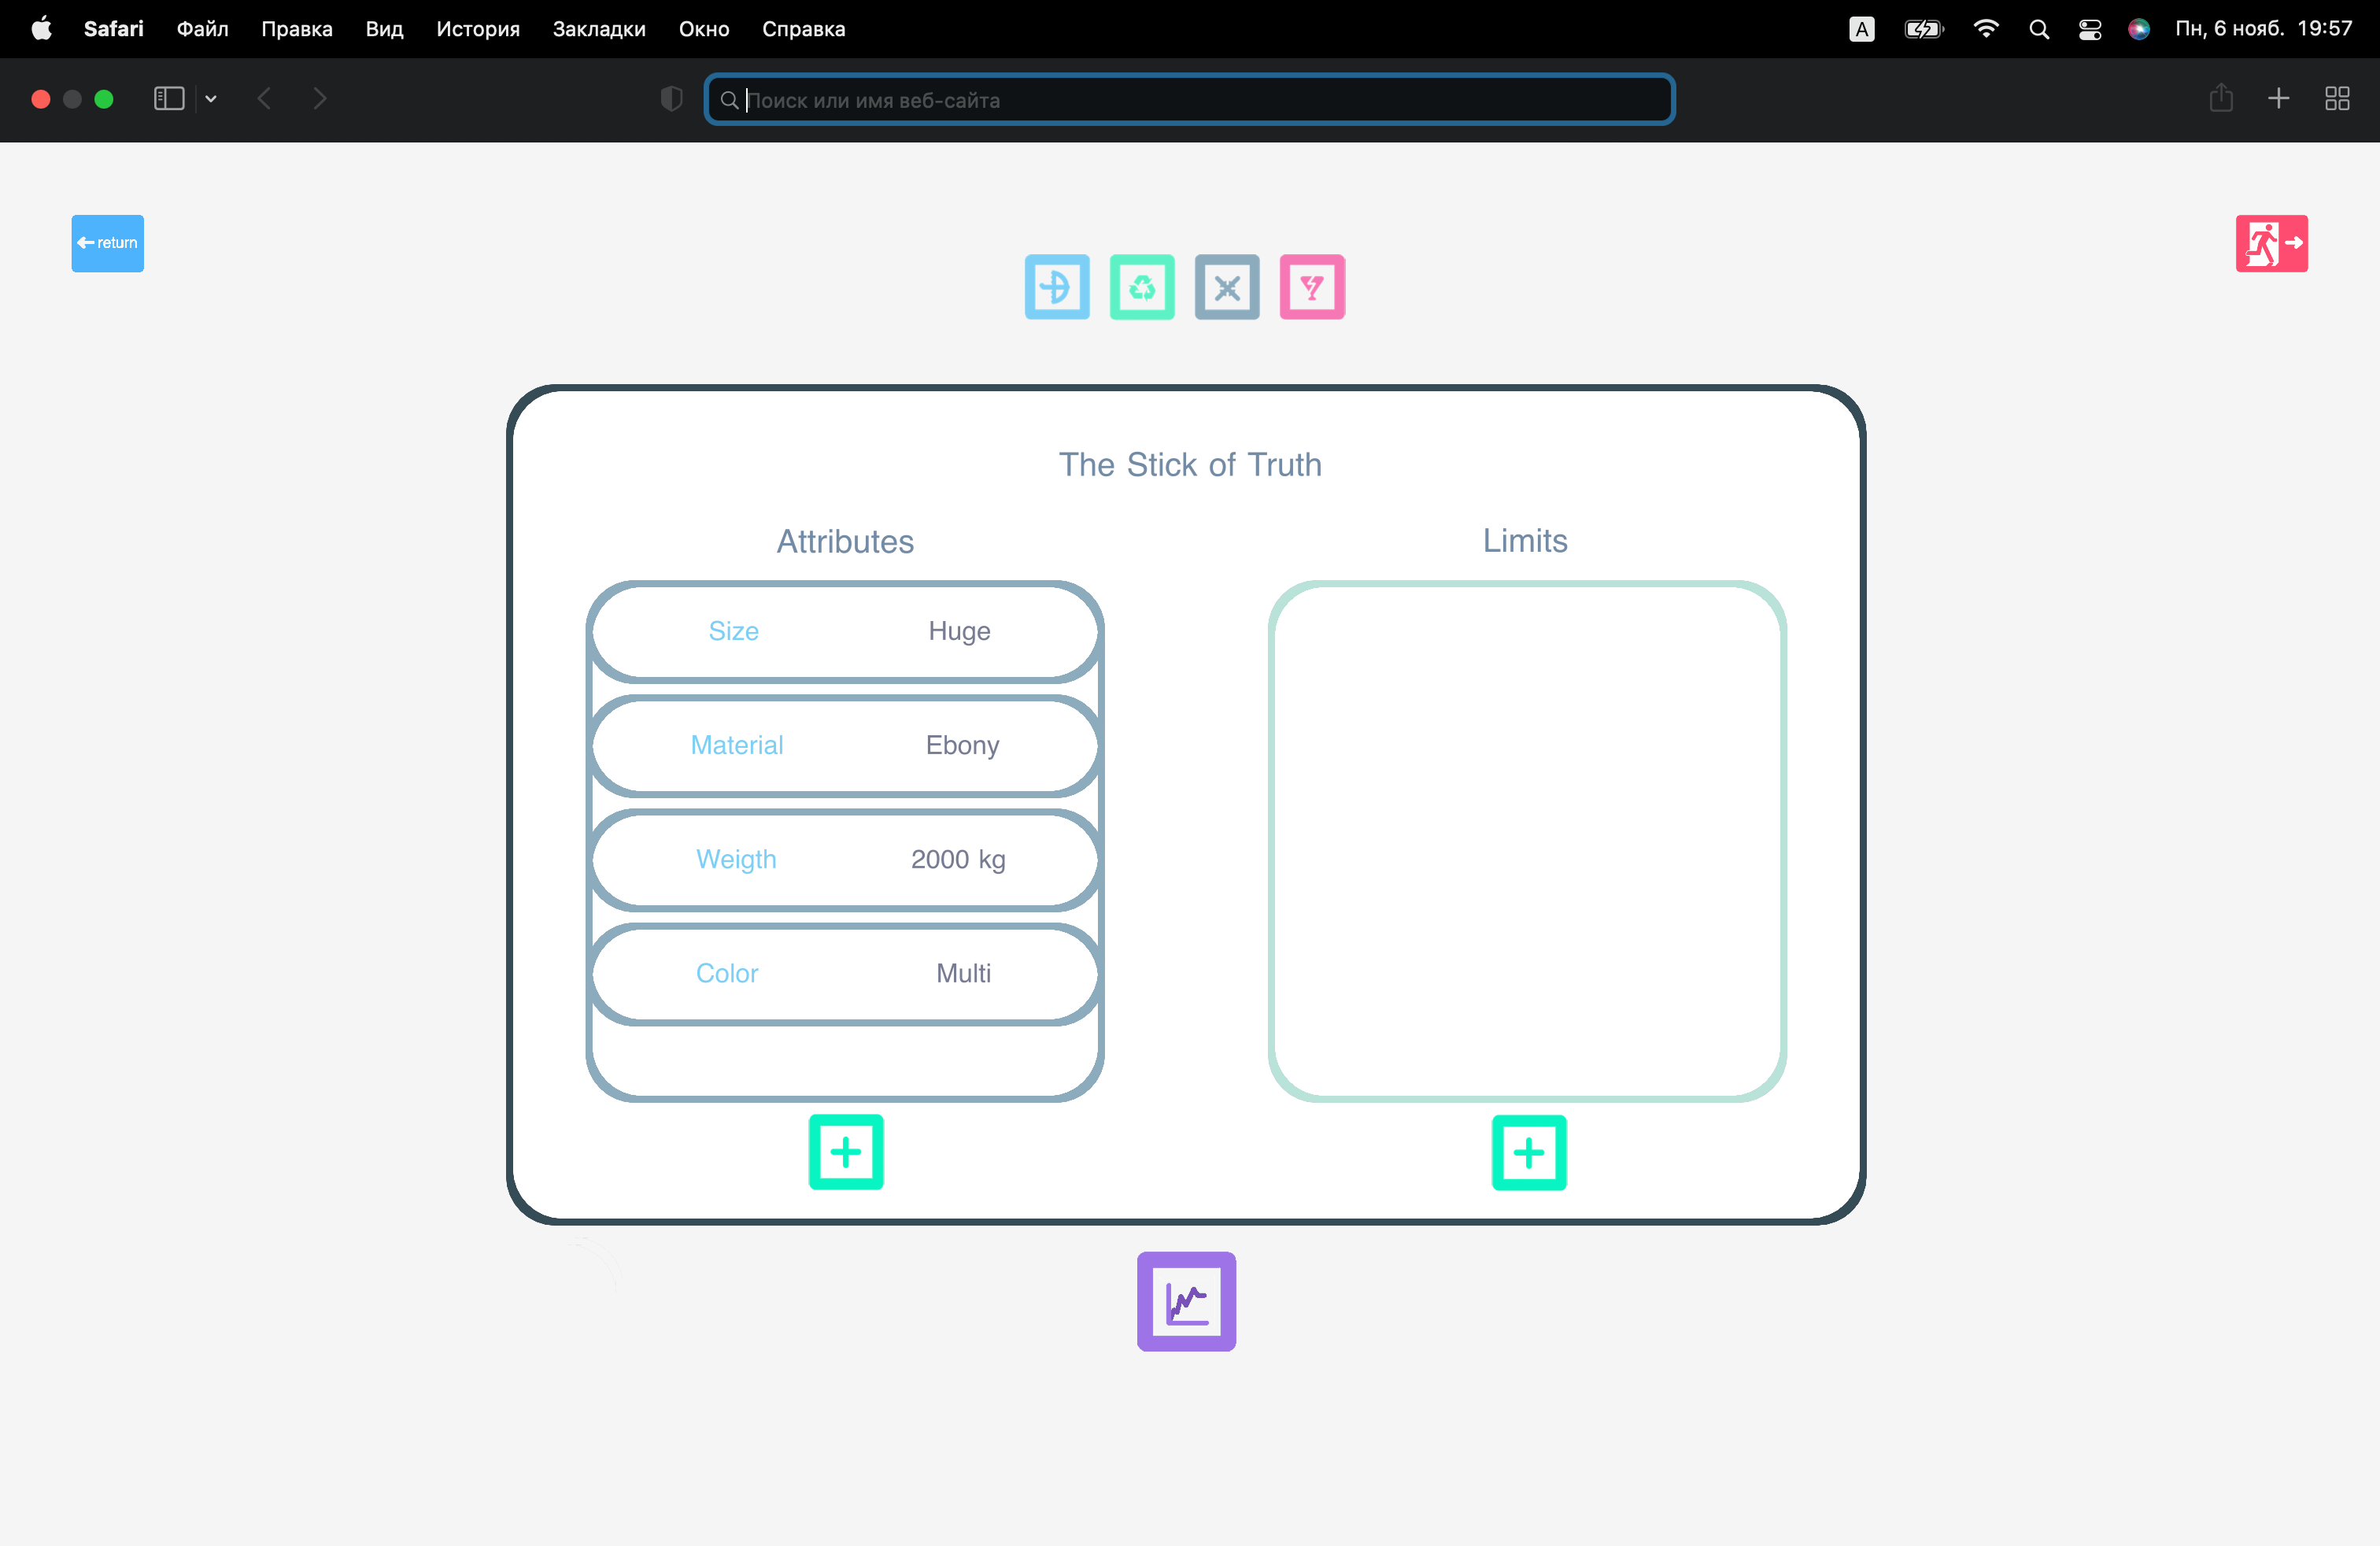 Safari Файл Правка Вид История Закладки Окно Справка A Пн, 6 нояб. 19:57
Поиск или имя веб-сайта
return
The Stick of Truth
Attributes
Limits
Size Huge
Material Ebony
Weigth 2000 kg
Color Multi